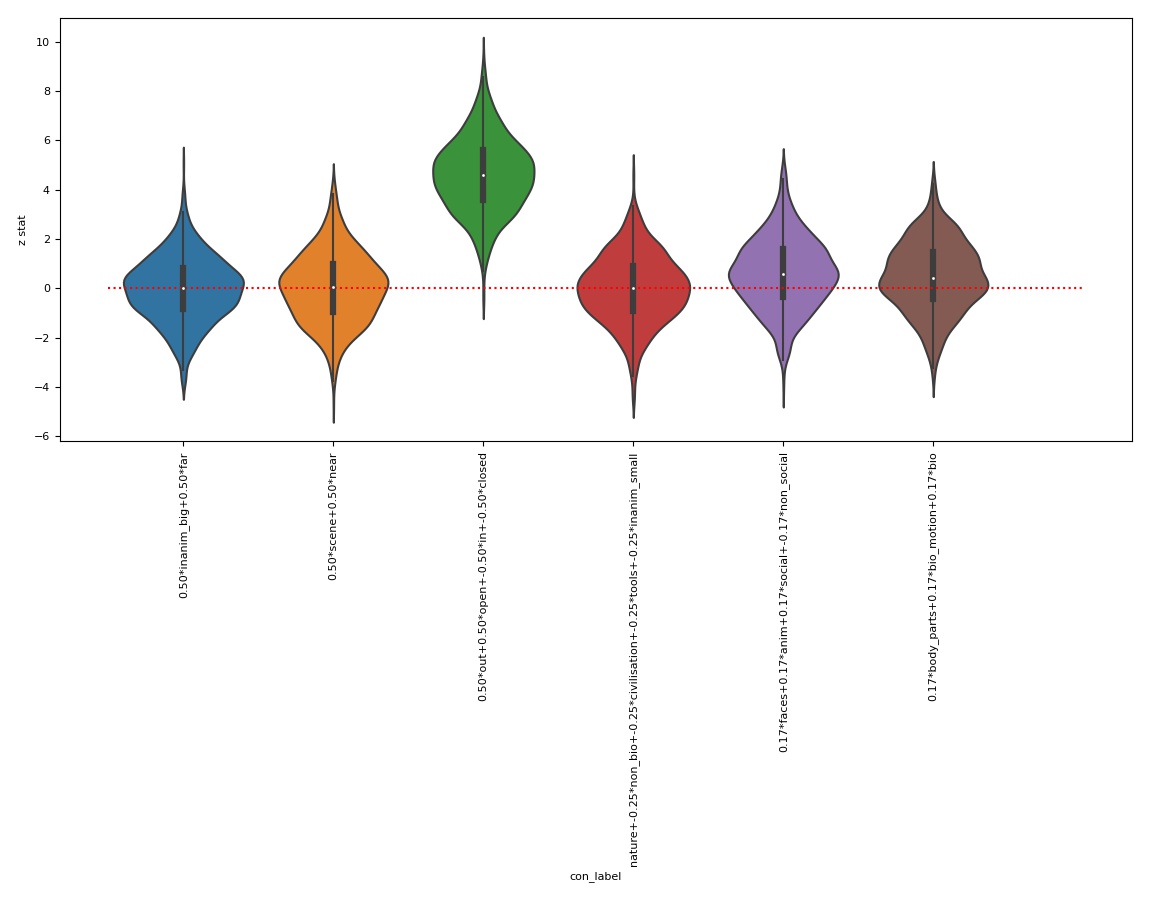 10
8
6
4
2
0
−2
−4
−6
z stat
0.50*inanim_big+0.50*far
0.50*scene+0.50*near
0.50*out+0.50*open+-0.50*in+-0.50*closed
nature+-0.25*non_bio+-0.25*civilisation+-0.25*tools+-0.25*inanim_small
0.17*faces+0.17*anim+0.17*social+-0.17*non_social
0.17*body_parts+0.17*bio_motion+0.17*bio
con_label